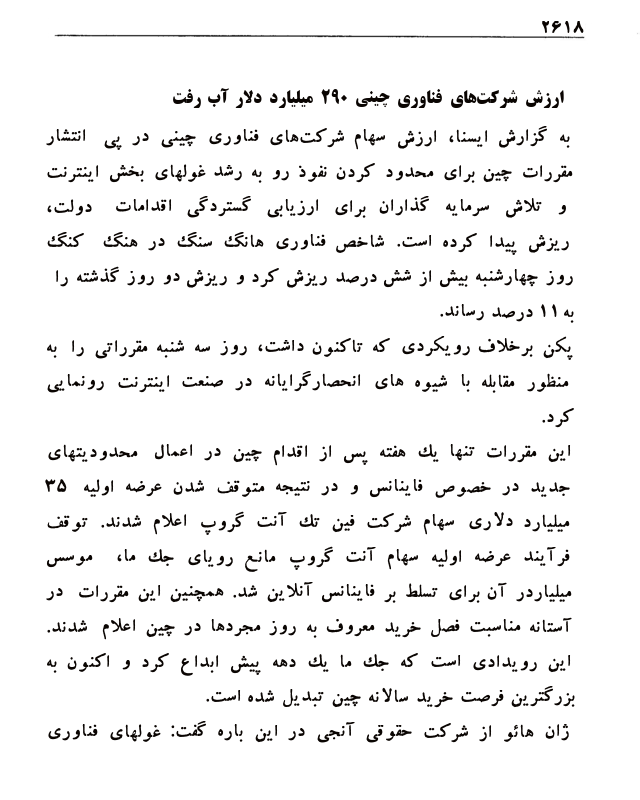 ۲۶۱۸
ارزش شرکت‌های فناوری چینی ۲۹۰ میلیارد دلار آب رفت
به گزارش ایسنا، ارزش سهام شرکت‌های فناوری چینی در پی انتشار
مقررات چین برای محدود کردن نفوذ رو به رشد غولهای بخش اینترنت
و تلاش سرمایه گذاران برای ارزیابی گستردگی اقدامات دولت،
ریزش پیدا کرده است. شاخص فناوری هانگ سنگ در هنگ کنگ
روز چهارشنبه بیش از شش درصد ریزش کرد و ریزش دو روز گذشته را
به ۱۱ درصد رساند.
پکن برخلاف رویکردی که تاکنون داشت، روز سه شنبه مقرراتی را به
منظور مقابله با شیوه های انحصارگرایانه در صنعت اینترنت رونمایی
کرد.
این مقررات تنها یك هفته پس از اقدام چین در اعمال محدودیتهای
جدید در خصوص فاینانس و در نتیجه متوقف شدن عرضه اولیه ۳۵
میلیارد دلاری سهام شرکت فین تك آنت گروپ اعلام شدند. توقف
فرآیند عرضه اولیه سهام آنت گروپ مانع رویای جك ما، موسس
میلیاردر آن برای تسلط بر فاینانس آنلاین شد. همچنین این مقررات در
آستانه مناسبت فصل خرید معروف به روز مجردها در چین اعلام شدند.
این رویدادی است که جك ما یك دهه پیش ابداع کرد و اکنون به
بزرگترین فرصت خرید سالانه چین تبدیل شده است.
ژان هائو از شرکت حقوقی آنجی در این باره گفت: غولهای فناوری